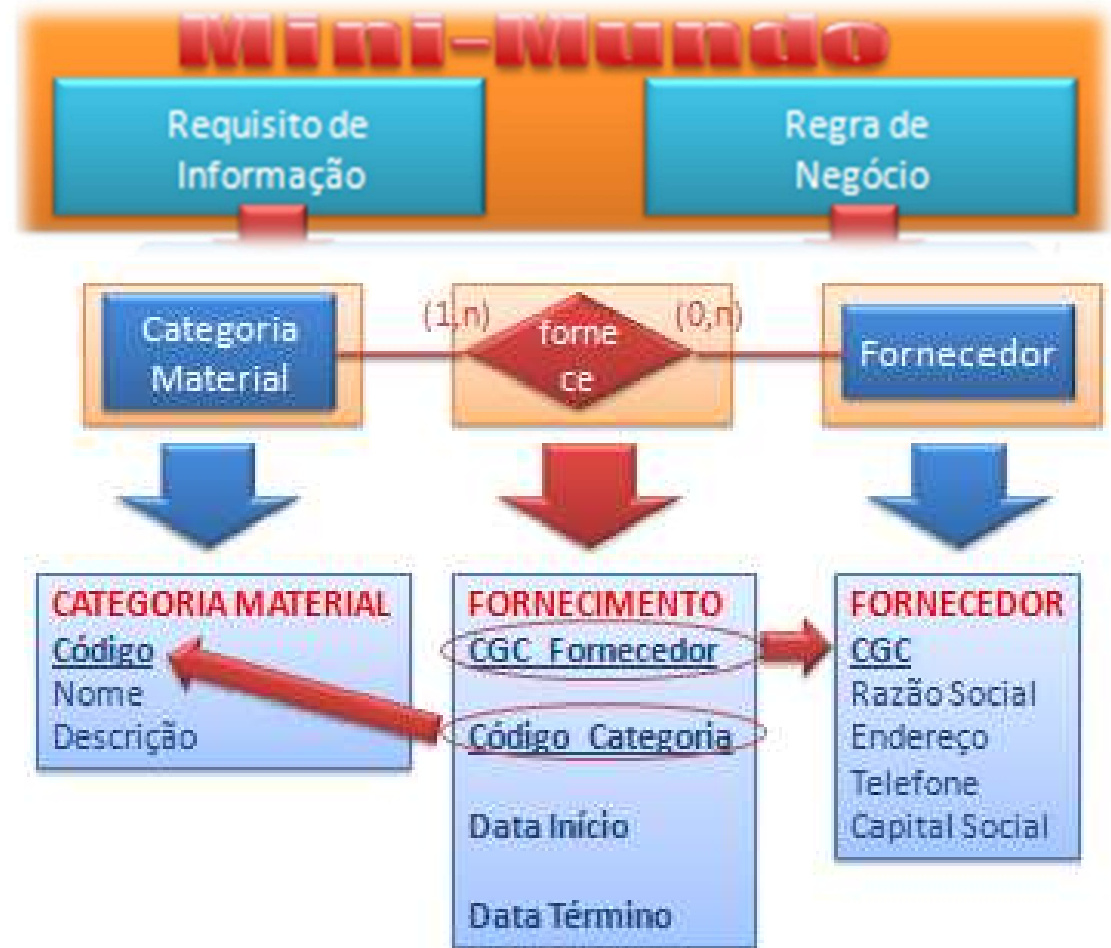 Mini-Mundo
Requisito de
Informação
Regra de
Negócio
Categoria
Material
(1,n)
forne
ce
(0,n)
Fornecedor
CATEGORIA MATERIAL
Código
Nome
Descrição
FORNECIMENTO
CGC Fornecedor
Código Categoria
Data Início
Data Término
FORNECEDOR
CGC
Razão Social
Endereço
Telefone
Capital Social